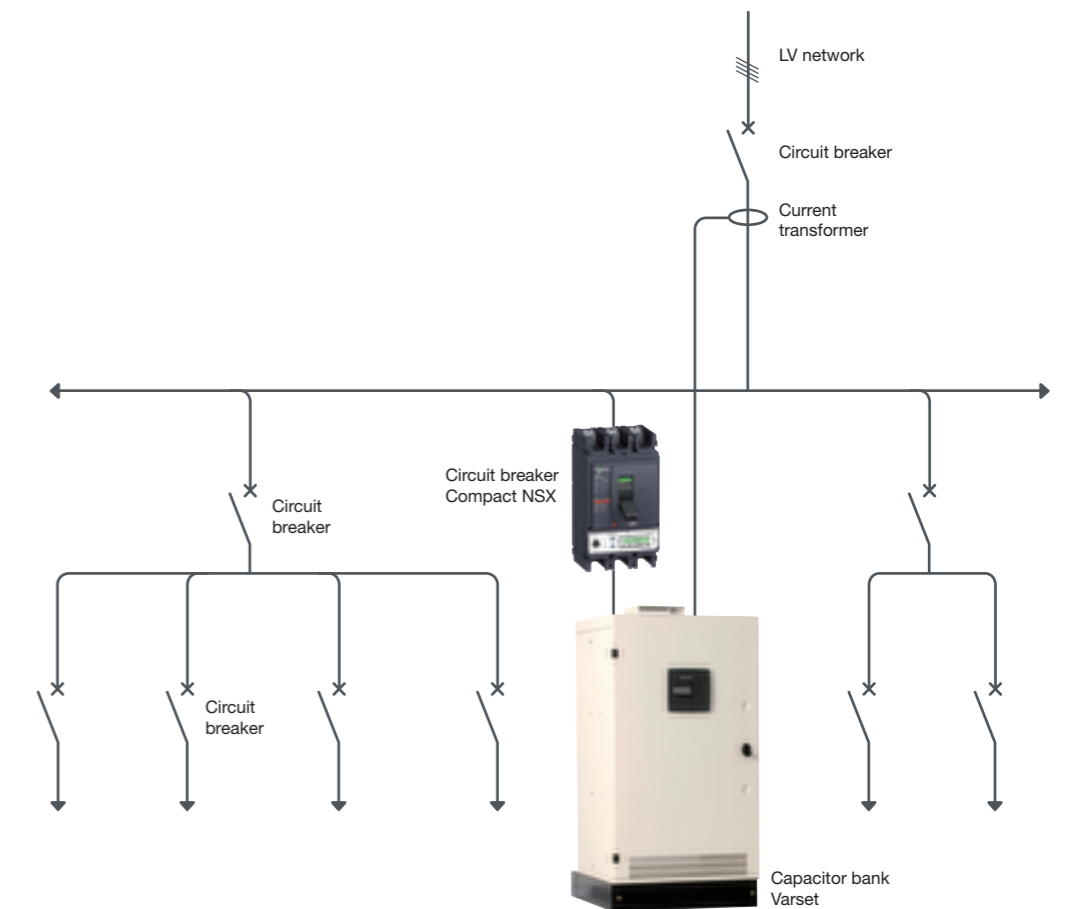 LV network
Circuit breaker
Current
transformer
Circuit breaker
Compact NSX
Circuit
breaker
Circuit
breaker
Capacitor bank
Varset